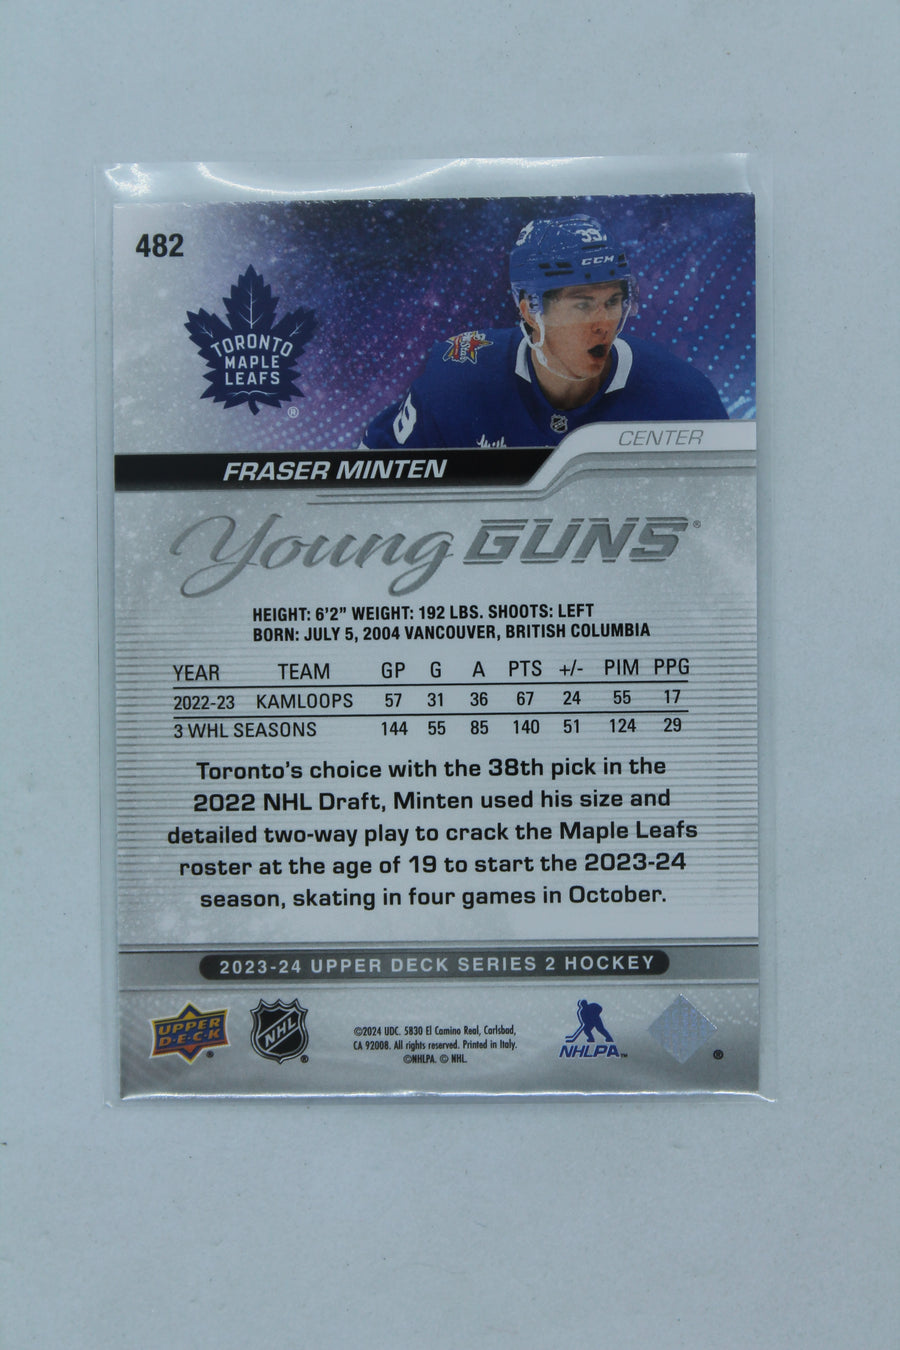 482
TORONTO
MAPLE
LEAFS
®
39
CCM
CENTER
FRASER MINTEN
Young GUNS®
HEIGHT: 6'2" WEIGHT: 192 LBS. SHOOTS: LEFT
BORN: JULY 5, 2004 VANCOUVER, BRITISH COLUMBIA
YEAR TEAM GP G A PTS +/- PIM PPG
2022-23 KAMLOOPS 57 31 36 67 24 55 17
3 WHL SEASONS 144 55 85 140 51 124 29
Toronto's choice with the 38th pick in the
2022 NHL Draft, Minten used his size and
detailed two-way play to crack the Maple Leafs
roster at the age of 19 to start the 2023-24
season, skating in four games in October.
2023-24 UPPER DECK SERIES 2 HOCKEY
UPPER
D·E·C·K
®
NHL
®
©2024 UDC. 5830 El Camino Real, Carlsbad,
CA 92008. All rights reserved. Printed in Italy.
©NHLPA. © NHL.
NHLPA™
®